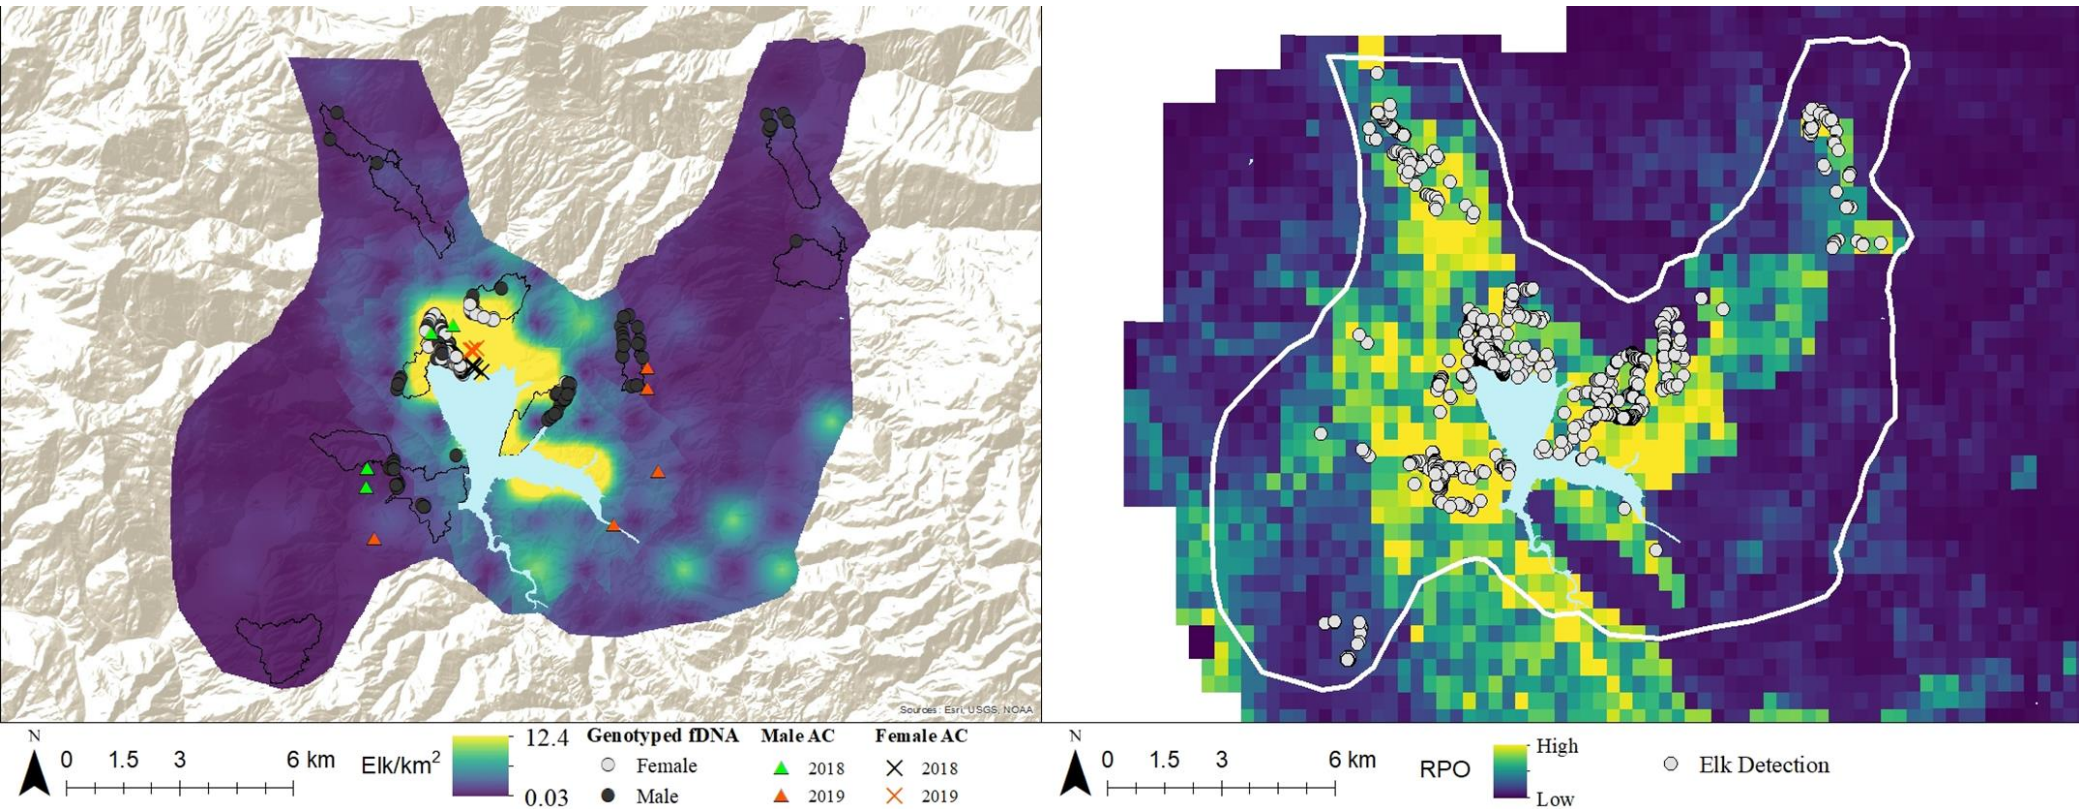 Sources: Esri, USGS, NOAA
N
0 1.5 3 6 km
Elk/km²
12.4
0.03
Genotyped fDNA
Female
Male
Male AC
2018
2019
Female AC
2018
2019
N
0 1.5 3 6 km
RPO
High
Low
Elk Detection